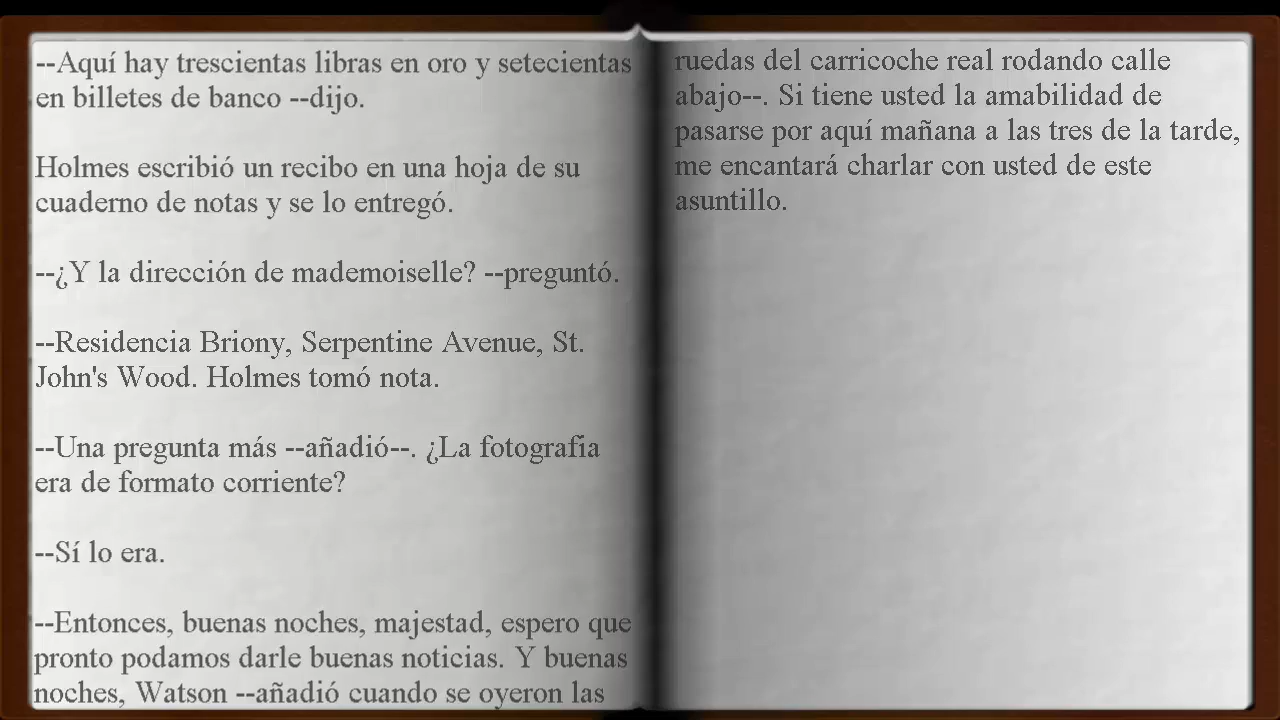 --Aquí hay trescientas libras en oro y setecientas
en billetes de banco --dijo.
Holmes escribió un recibo en una hoja de su
cuaderno de notas y se lo entregó.
--¿Y la dirección de mademoiselle? --preguntó.
--Residencia Briony, Serpentine Avenue, St.
John's Wood. Holmes tomó nota.
--Una pregunta más --añadió--. ¿La fotografia
era de formato corriente?
--Sí lo era.
--Entonces, buenas noches, majestad, espero que
pronto podamos darle buenas noticias. Y buenas
noches, Watson --añadió cuando se oyeron las
ruedas del carricoche real rodando calle
abajo--. Si tiene usted la amabilidad de
pasarse por aquí mañana a las tres de la tarde,
me encantará charlar con usted de este
asuntillo.